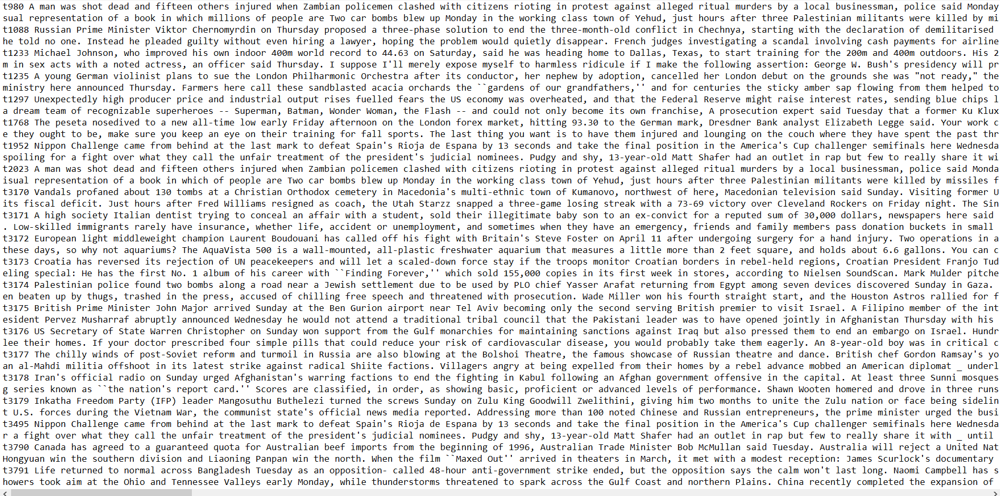 t980 A man was shot dead and fifteen others injured when Zambian policemen clashed with citizens rioting in protest against alleged ritual murders by a local businessman, police said Monday
sual representation of a book in which millions of people are Two car bombs blew up Monday in the working class town of Yehud, just hours after three Palestinian militants were killed by mi
t1088 Russian Prime Minister Viktor Chernomyrdin on Thursday proposed a three-phase solution to end the three-month-old conflict in Chechnya, starting with the declaration of demilitarised
he told no one. Instead he pleaded guilty without even hiring a lawyer, hoping the problem would quietly disappear. French judges investigating a scandal involving cash payments for airline
t1233 Michael Johnson, who improved his own indoor 400m world record to 44.63 on Saturday, said he was heading home to Dallas, Texas, to start training for the 200m and 400m outdoors. His 2
m in sex acts with a noted actress, an officer said Thursday. I suppose I'll merely expose myself to harmless ridicule if I make the following assertion: George W. Bush's presidency will pr
t1235 A young German violinist plans to sue the London Philharmonic Orchestra after its conductor, her nephew by adoption, cancelled her London debut on the grounds she was "not ready," the
ministry here announced Thursday. Farmers here call these sandblasted acacia orchards the ``gardens of our grandfathers,'' and for centuries the sticky amber sap flowing from them helped to
t1297 Unexpectedly high producer price and industrial output rises fuelled fears the US economy was overheated, and that the Federal Reserve might raise interest rates, sending blue chips l
a dream team of recognizable superheroes -- Superman, Batman, Wonder Woman, the Flash -- and could not only become its own franchise, A prosecution expert said Tuesday that a former Ku Klux
t1768 The peseta nosedived to a new all-time low early Friday afternoon on the London forex market, hitting 93.30 to the German mark, Dresdner Bank analyst Elizabeth Legge said. Your work c
e they ought to be, make sure you keep an eye on their training for fall sports. The last thing you want is to have them injured and lounging on the couch where they have spent the past thr
t1952 Nippon Challenge came from behind at the last mark to defeat Spain's Rioja de Espana by 13 seconds and take the final position in the America's Cup challenger semifinals here Wednesda
spoiling for a fight over what they call the unfair treatment of the president's judicial nominees. Pudgy and shy, 13-year-old Matt Shafer had an outlet in rap but few to really share it wi
t2023 A man was shot dead and fifteen others injured when Zambian policemen clashed with citizens rioting in protest against alleged ritual murders by a local businessman, police said Monda
isual representation of a book in which of people are Two car bombs blew up Monday in the working class town of Yehud, just hours after three Palestinian militants were killed by missiles f
t3170 Vandals profaned about 130 tombs at a Christian Orthodox cemetery in Macedonia's multi-ethnic town of Kumanovo, northwest of here, Macedonian television said Sunday. Visiting former U
its fiscal deficit. Just hours after Fred Williams resigned as coach, the Utah Starzz snapped a three-game losing streak with a 73-69 victory over Cleveland Rockers on Friday night. The Sin
t3171 A high society Italian dentist trying to conceal an affair with a student, sold their illegitimate baby son to an ex-convict for a reputed sum of 30,000 dollars, newspapers here said
. Low-skilled immigrants rarely have insurance, whether life, accident or unemployment, and sometimes when they have an emergency, friends and family members pass donation buckets in small
t3172 European light middleweight champion Laurent Boudouani has called off his fight with Britain's Steve Foster on April 11 after undergoing surgery for a hand injury. Two operations in a
these days, so why not aquariums? The AquaVista 500 is a wall-mounted, all-plastic freshwater aquarium that measures a little more than 2 feet square, and holds about 6.6 gallons. You can c
t3173 Croatia has reversed its rejection of UN peacekeepers and will let a scaled-down force stay if the troops monitor Croatian borders in rebel-held regions, Croatian President Franjo Tud
eling special: He has the first No. 1 album of his career with ``Finding Forever,'' which sold 155,000 copies in its first week in stores, according to Nielsen SoundScan. Mark Mulder pitche
t3174 Palestinian police found two bombs along a road near a Jewish settlement due to be used by PLO chief Yasser Arafat returning from Egypt among seven devices discovered Sunday in Gaza.
en beaten up by thugs, trashed in the press, accused of chilling free speech and threatened with prosecution. Wade Miller won his fourth straight start, and the Houston Astros rallied for f
t3175 British Prime Minister John Major arrived Sunday at the Ben Gurion airport near Tel Aviv becoming only the second serving British premier to visit Israel. A Filipino member of the int
esident Pervez Musharraf abruptly announced Wednesday he would not attend a traditional tribal council that the Pakistani leader was to have opened jointly in Afghanistan Thursday with his
t3176 US Secretary of State Warren Christopher on Sunday won support from the Gulf monarchies for maintaining sanctions against Iraq but also pressed them to end an embargo on Israel. Hundr
lee their homes. If your doctor prescribed four simple pills that could reduce your risk of cardiovascular disease, you would probably take them eagerly. An 8-year-old boy was in critical c
t3177 The chilly winds of post-Soviet reform and turmoil in Russia are also blowing at the Bolshoi Theatre, the famous showcase of Russian theatre and dance. British chef Gordon Ramsay's yo
an al-Mahdi militia offshoot in its latest strike against radical Shiite factions. Villagers angry at being expelled from their homes by a rebel advance mobbed an American diplomat _ underl
t3178 Iran's official radio on Sunday urged Afghanistan's warring factions to end the fighting in Kabul following an Afghan government offensive in the capital. At least three Sunni mosques
g series known as ``the nation's report card.'' Scores are classified, in order, as showing basic, proficient or advanced levels of performance. Shawn Wooten homered and drove in three runs
t3179 Inkatha Freedom Party (IFP) leader Mangosuthu Buthelezi turned the screws Sunday on Zulu King Goodwill Zwelithini, giving him two months to unite the Zulu nation or face being sidelin
t U.S. forces during the Vietnam War, the communist state's official news media reported. Addressing more than 100 noted Chinese and Russian entrepreneurs, the prime minister urged the busi
t3495 Nippon Challenge came from behind at the last mark to defeat Spain's Rioja de Espana by 13 seconds and take the final position in the America's Cup challenger semifinals here Wednesda
r a fight over what they call the unfair treatment of the president's judicial nominees. Pudgy and shy, 13-year-old Matt Shafer had an outlet in rap but few to really share it with _ until
t3790 Canada has agreed to a guaranteed quota for Australian beef imports from the beginning of 1996, Australian Trade Minister Bob McMullan said Tuesday. Australia will reject a United Nat
Hongyuan win the southern division and Liaoning Panpan win the north. When the film ``Maxed Out'' arrived in theaters in March, it met with a modest reception: James Scurlock's documentary
t3791 Life returned to normal across Bangladesh Tuesday as an opposition- called 48-hour anti-government strike ended, but the opposition says the calm won't last long. Naomi Campbell has s
howers took aim at the Ohio and Tennessee Valleys early Monday, while thunderstorms threatened to spark across the Gulf Coast and northern Plains. China recently completed the expansion of